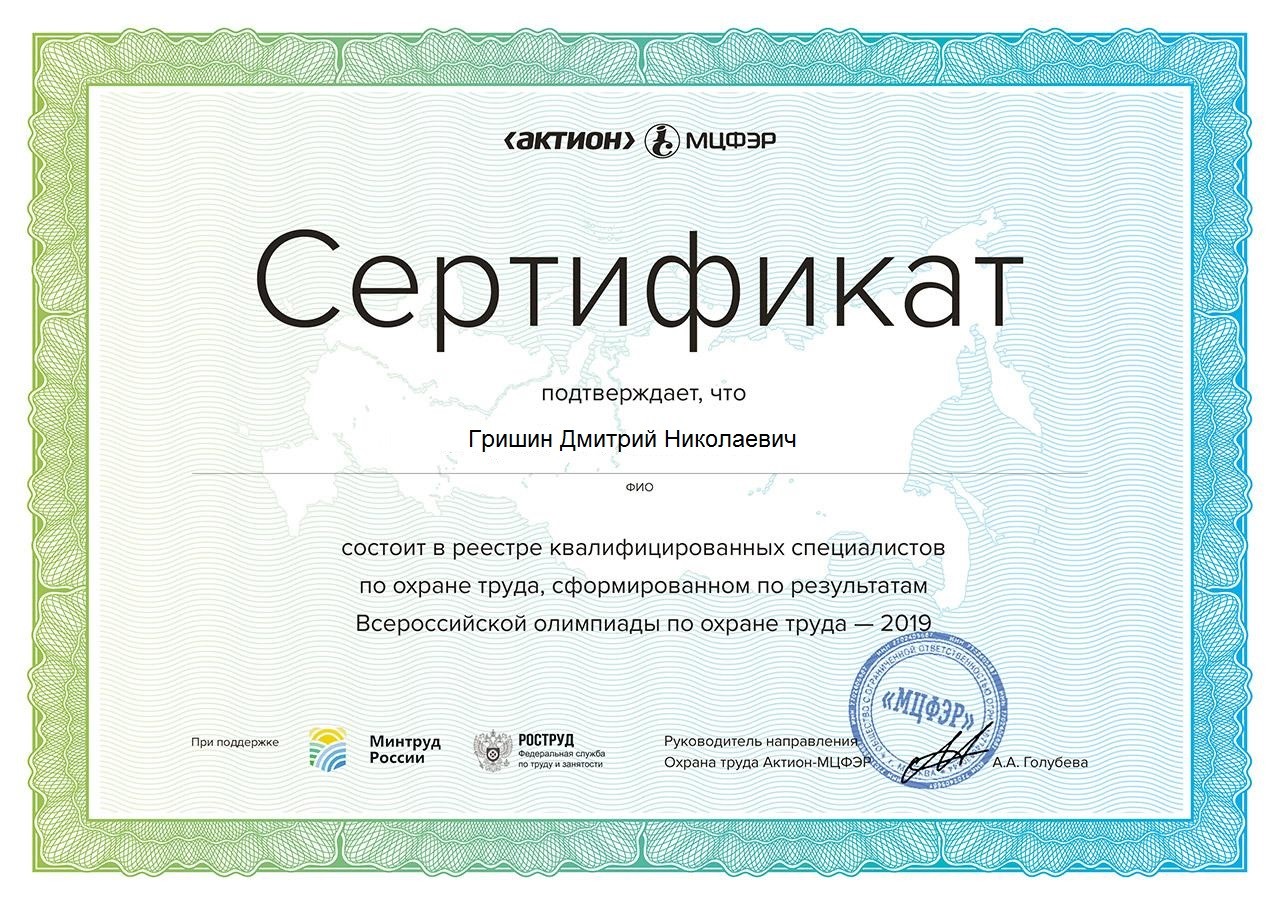 ‹актион› МЦФЭР
Сертификат
подтверждает, что
Гришин Дмитрий Николаевич
ФИО
состоит в реестре квалифицированных специалистов
по охране труда, сформированном по результатам
Всероссийской олимпиады по охране труда — 2019
При поддержке
Минтруд
России
РОСТРУД
Федеральная служба
по труду и занятости
Руководитель направления
Охрана труда Актион-МЦФЭР
«МЦФЭР»
ОБЩЕСТВО С ОГРАНИЧЕННОЙ ОТВЕТСТВЕННОСТЬЮ
г. МОСКВА
А.А. Голубева